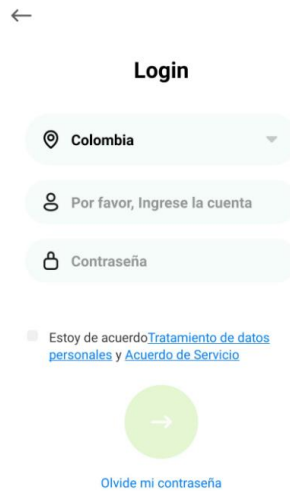 Login
Colombia
Por favor, Ingrese la cuenta
Contraseña
Estoy de acuerdoTratamiento de datos
personales y Acuerdo de Servicio
Olvide mi contraseña